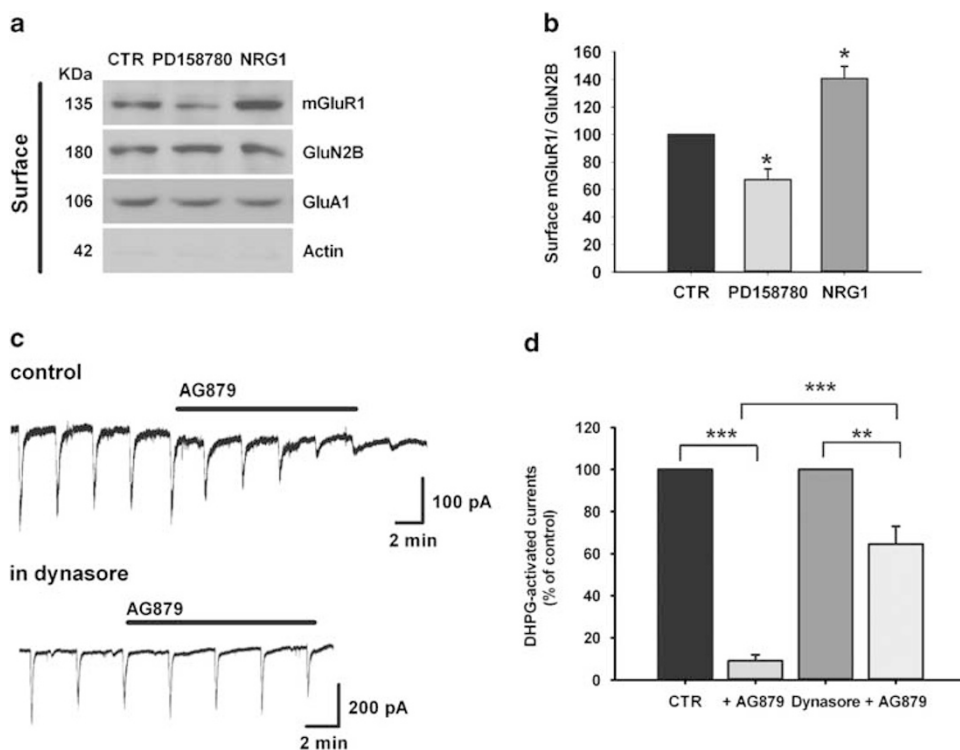 a
CTR PD158780 NRG1
KDa
Surface
135 mGluR1
180 GluN2B
106 GluA1
42 Actin
b
Surface mGluR1/ GluN2B
160
140
120
100
80
60
40
20
0
*
*
CTR PD158780 NRG1
c
control
AG879
100 pA
2 min
in dynasore
AG879
200 pA
2 min
d
DHPG-activated currents
(% of control)
120
100
80
60
40
20
0
***
***
**
CTR + AG879 Dynasore + AG879